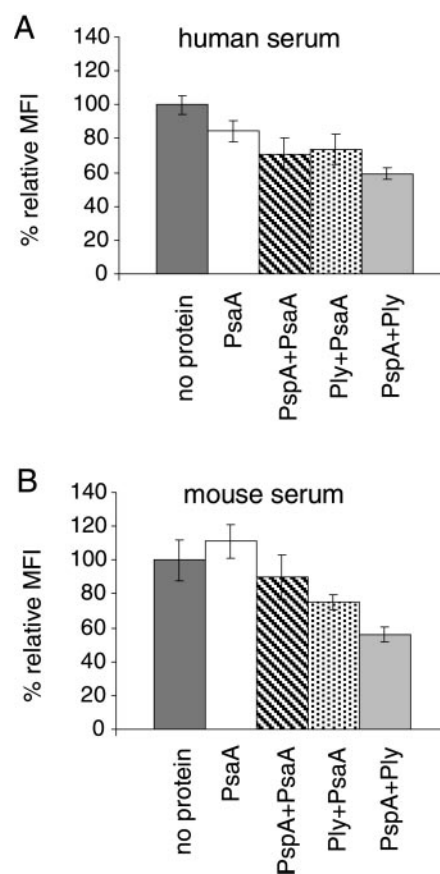 A
human serum
% relative MFI
140
120
100
80
60
40
20
0
no protein
PsaA
PspA+PsaA
Ply+PsaA
PspA+Ply
B
mouse serum
% relative MFI
140
120
100
80
60
40
20
0
no protein
PsaA
PspA+PsaA
Ply+PsaA
PspA+Ply